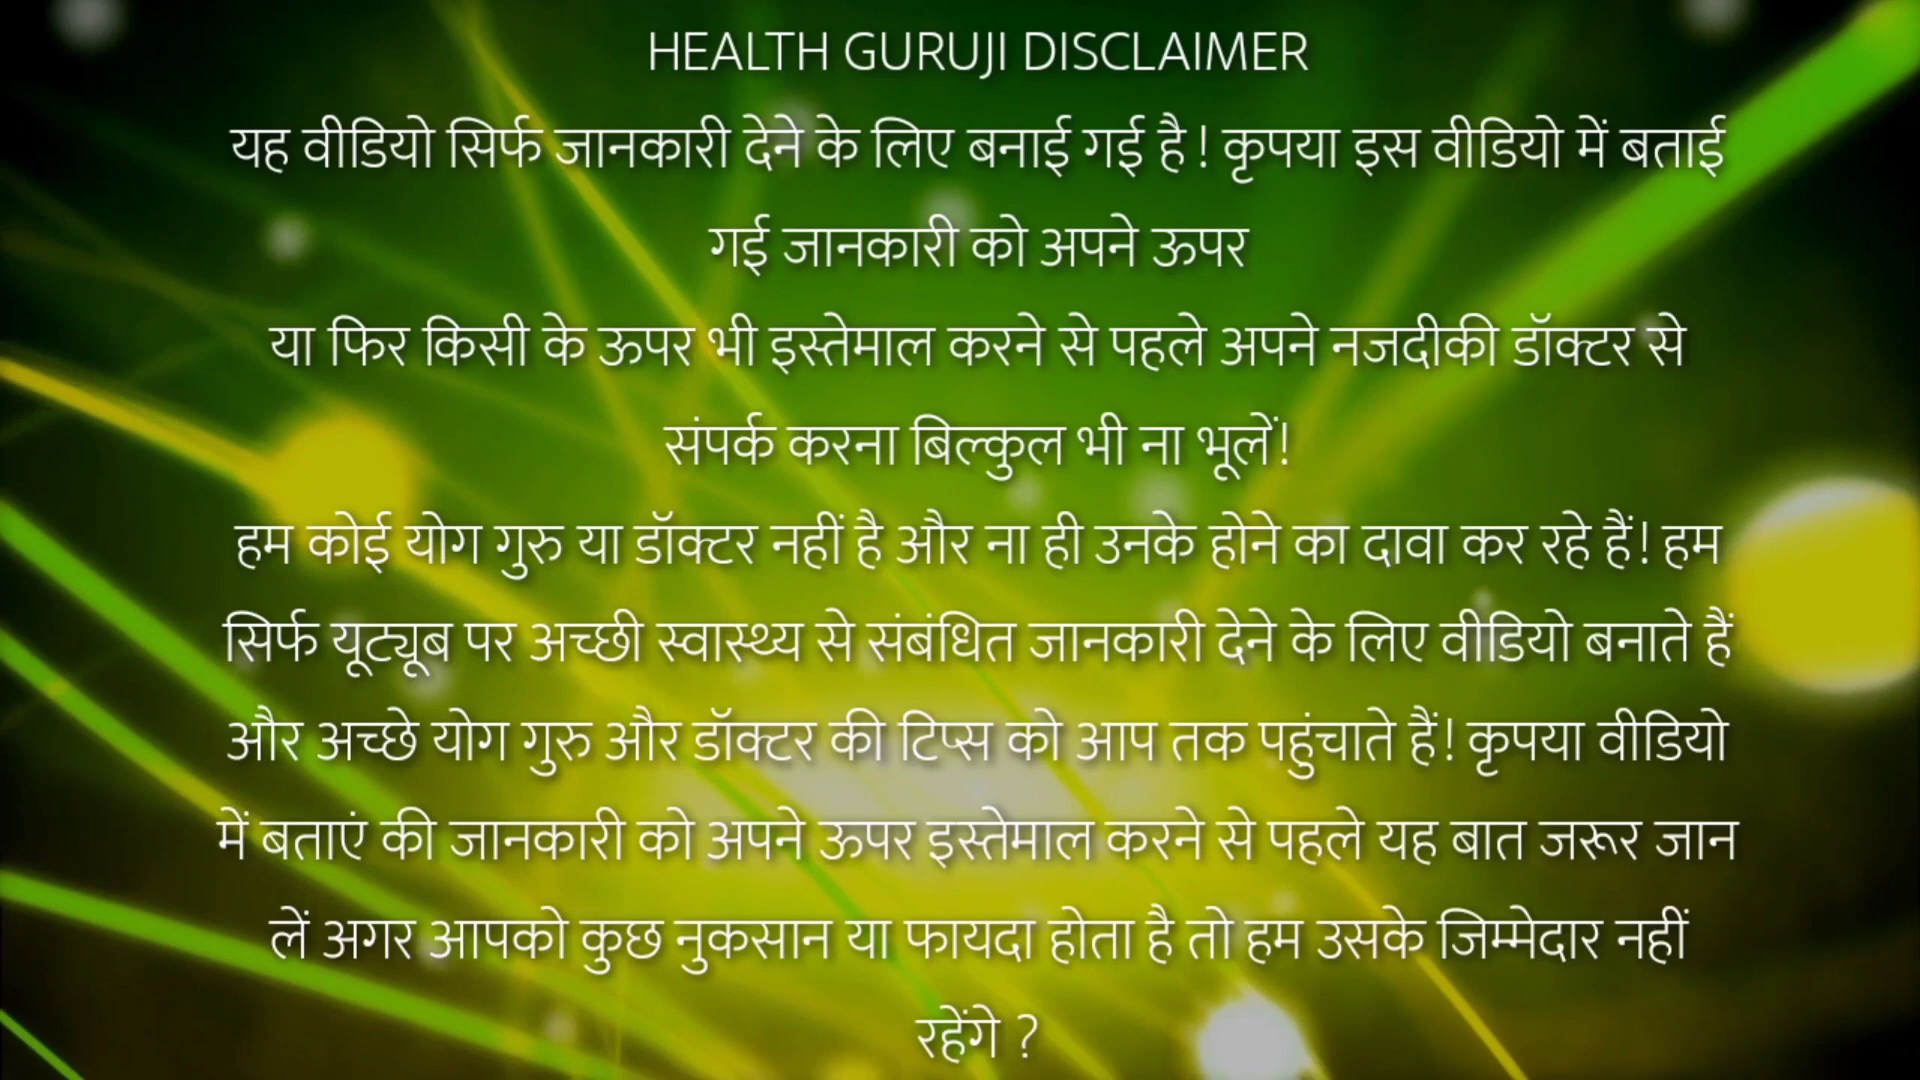 HEALTH GURUJI DISCLAIMER
यह वीडियो सिर्फ जानकारी देने के लिए बनाई गई है ! कृपया इस वीडियो में बताई
गई जानकारी को अपने ऊपर
या फिर किसी के ऊपर भी इस्तेमाल करने से पहले अपने नजदीकी डॉक्टर से
संपर्क करना बिल्कुल भी ना भूलें!
हम कोई योग गुरु या डॉक्टर नहीं है और ना ही उनके होने का दावा कर रहे हैं! हम
सिर्फ यूट्यूब पर अच्छी स्वास्थ्य से संबंधित जानकारी देने के लिए वीडियो बनाते हैं
और अच्छे योग गुरु और डॉक्टर की टिप्स को आप तक पहुंचाते हैं! कृपया वीडियो
में बताएं की जानकारी को अपने ऊपर इस्तेमाल करने से पहले यह बात जरूर जान
लें अगर आपको कुछ नुकसान या फायदा होता है तो हम उसके जिम्मेदार नहीं
रहेंगे ?